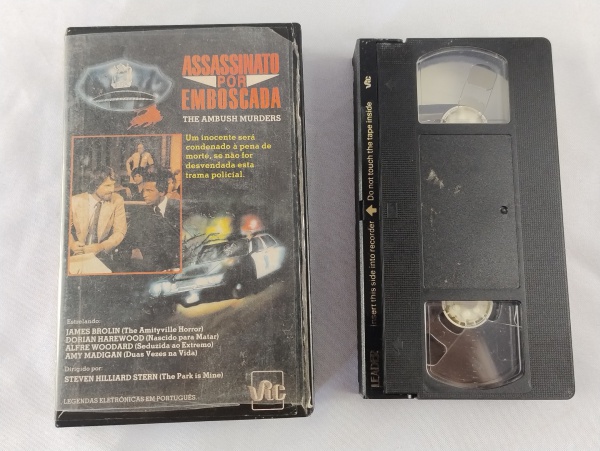 ASSASSINATO
POR
EMBOSCADA
THE AMBUSH MURDERS
Um inocente será
condenado à pena de
morte, se não for
desvendada esta
trama policial.
Estrelando:
JAMES BROLIN (The Amityville Horror)
DORIAN HAREWOOD (Nascido para Matar)
ALFRE WOODARD (Seduzida ao Extremo)
AMY MADIGAN (Duas Vezes na Vida)
Dirigido por:
STEVEN HILLIARD STERN (The Park is Mine)
VTC
LEGENDAS ELETRÔNICAS EM PORTUGUÊS
VTC
Insert this side into recorder Do not touch the tape inside
LEADER